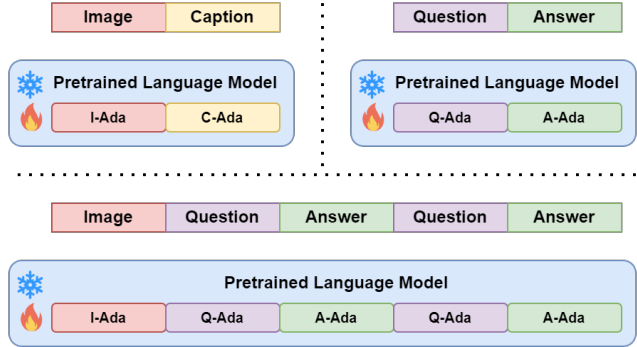 Image Caption
Pretrained Language Model
I-Ada C-Ada
Question Answer
Pretrained Language Model
Q-Ada A-Ada
Image Question Answer Question Answer
Pretrained Language Model
I-Ada Q-Ada A-Ada Q-Ada A-Ada